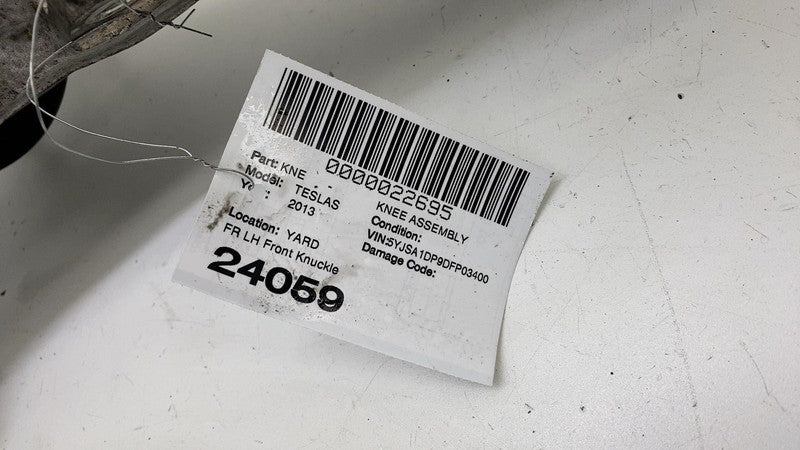 0000022695
Part: KNE KNEE ASSEMBLY
Model: TESLAS Condition:
2013 VIN:5YJSA1DP9DFP03400
Damage Code:
Location: YARD
FR LH Front Knuckle
24059